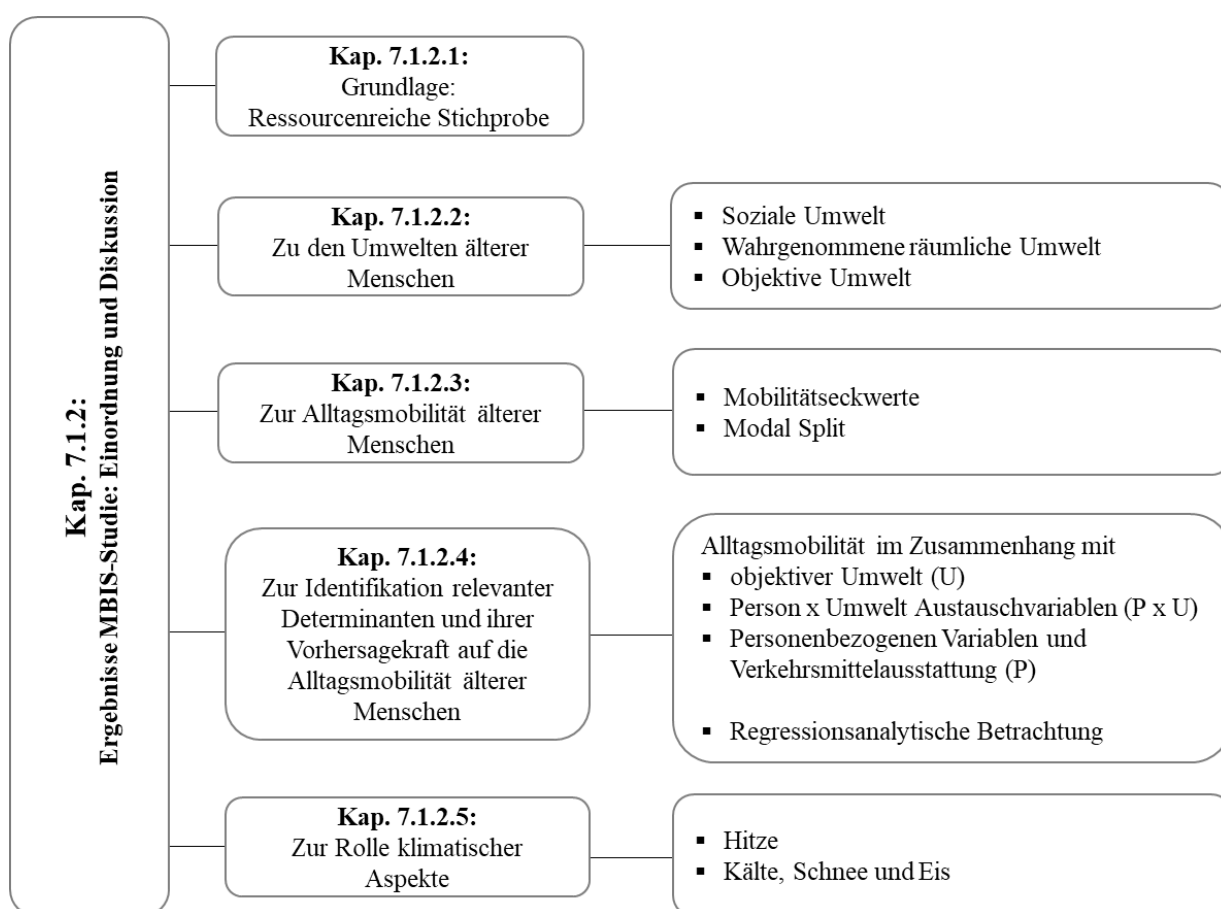 Kap. 7.1.2:
Ergebnisse MBIS-Studie: Einordnung und Diskussion
Kap. 7.1.2.1:
Grundlage:
Ressourcenreiche Stichprobe
Kap. 7.1.2.2:
Zu den Umwelten älterer
Menschen
▪ Soziale Umwelt
▪ Wahrgenommene räumliche Umwelt
▪ Objektive Umwelt
Kap. 7.1.2.3:
Zur Alltagsmobilität älterer
Menschen
▪ Mobilitätseckwerte
▪ Modal Split
Kap. 7.1.2.4:
Zur Identifikation relevanter
Determinanten und ihrer
Vorhersagekraft auf die
Alltagsmobilität älterer
Menschen
Alltagsmobilität im Zusammenhang mit
▪ objektiver Umwelt (U)
▪ Person x Umwelt Austauschvariablen (P x U)
▪ Personenbezogenen Variablen und
Verkehrsmittelausstattung (P)
▪ Regressionsanalytische Betrachtung
Kap. 7.1.2.5:
Zur Rolle klimatischer
Aspekte
▪ Hitze
▪ Kälte, Schnee und Eis